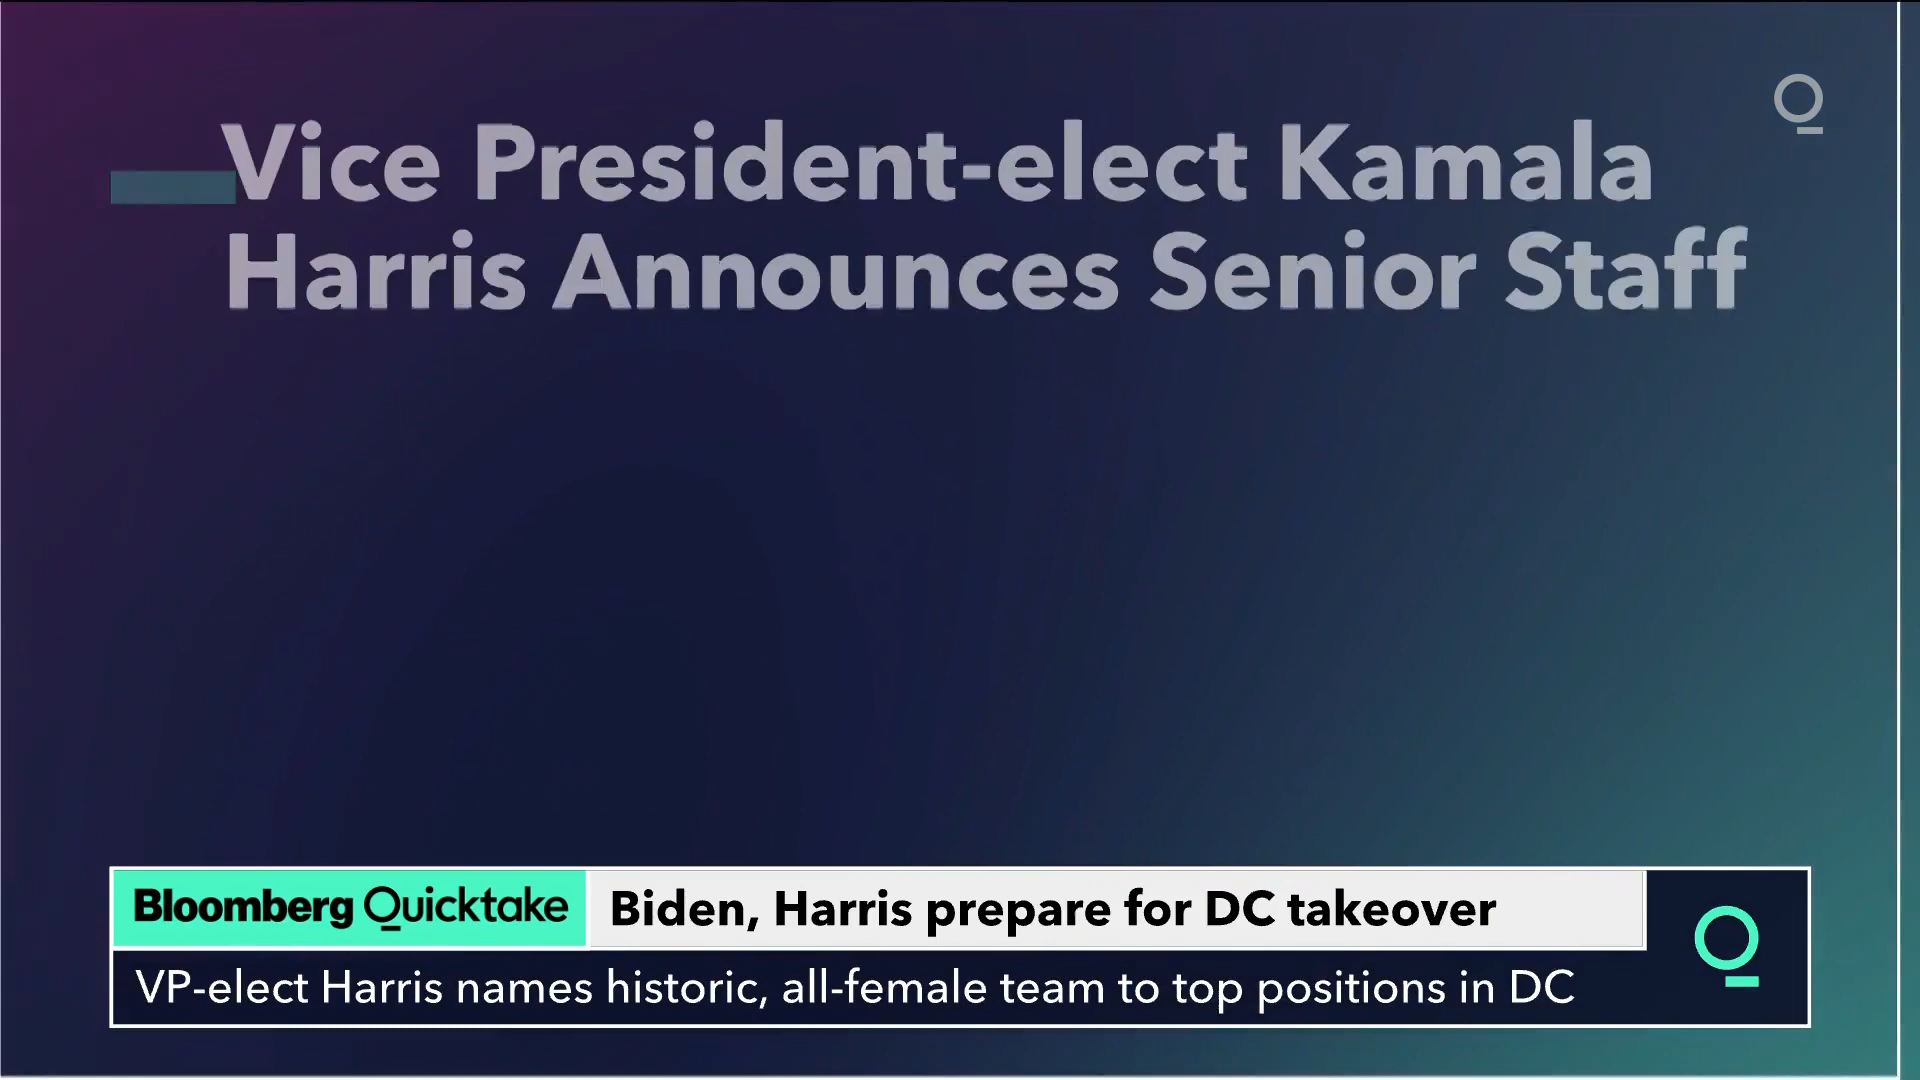 Vice President-elect Kamala
Harris Announces Senior Staff
Bloomberg Quicktake
Biden, Harris prepare for DC takeover
VP-elect Harris names historic, all-female team to top positions in DC